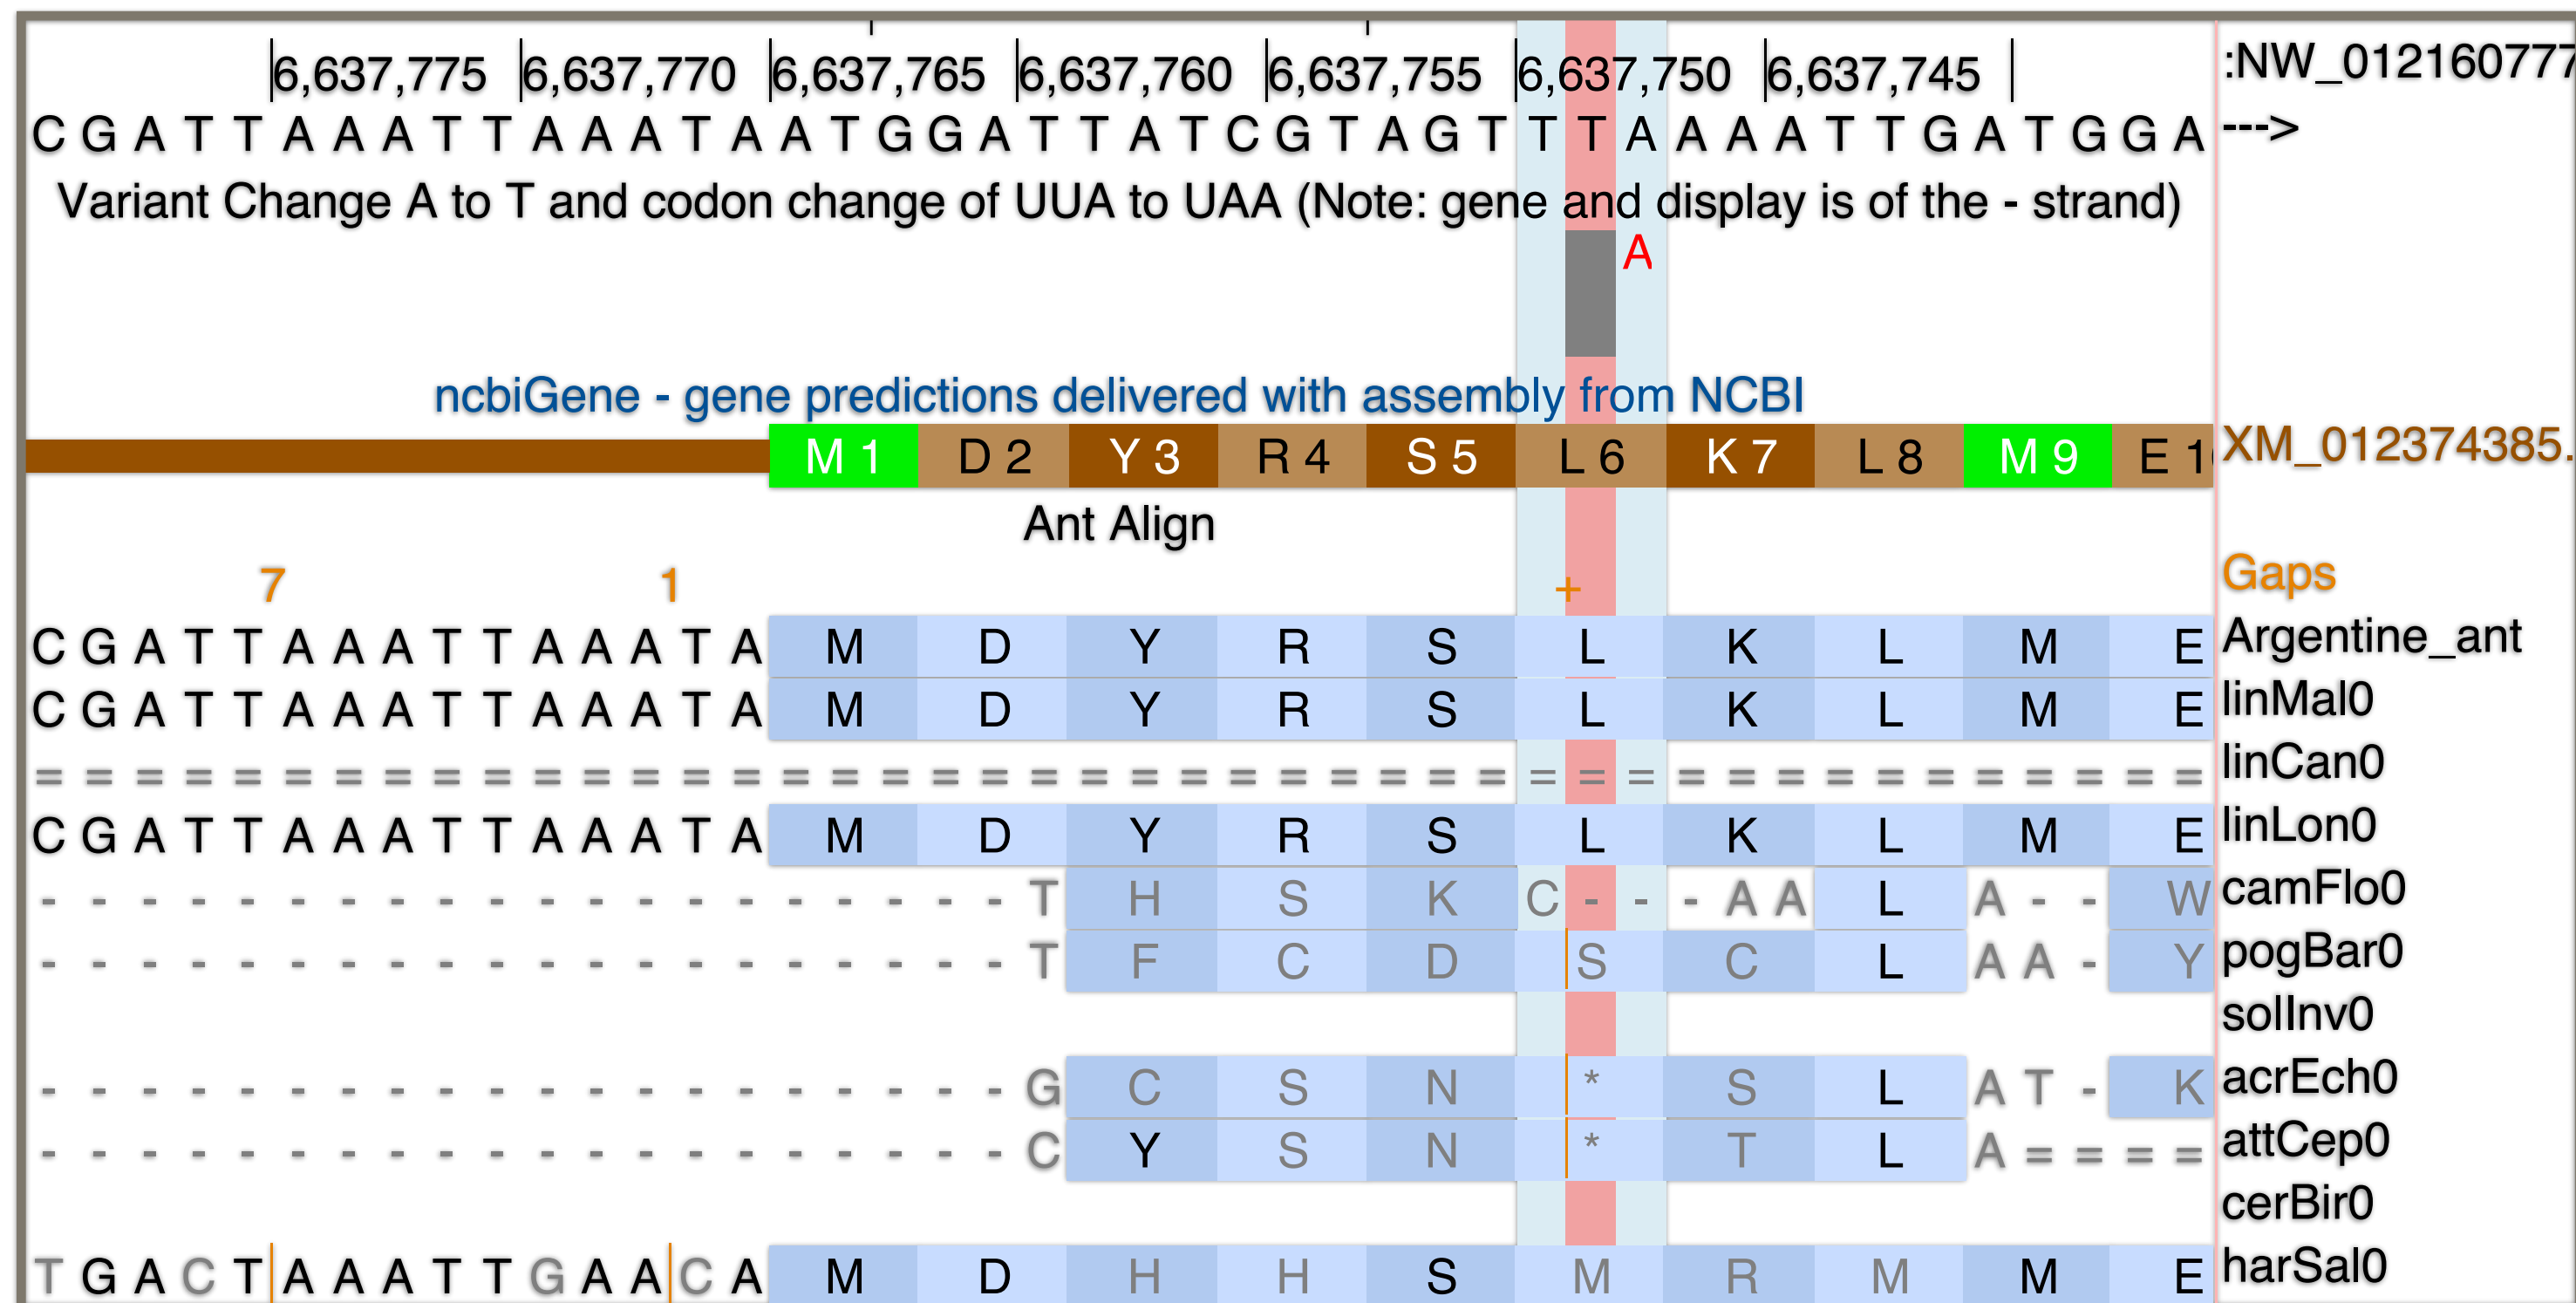 6,637,775 6,637,770 6,637,765 6,637,760 6,637,755 6,637,750 6,637,745 :NW_012160777
C G A T T A A A T T A A A T A A T G G A T T A T C G T A G T T T A A A A T T G A T G G A --->
Variant Change A to T and codon change of UUA to UAA (Note: gene and display is of the - strand)
A
ncbiGene - gene predictions delivered with assembly from NCBI
M 1 D 2 Y 3 R 4 S 5 L 6 K 7 L 8 M 9 E 1 XM_012374385.
Ant Align
7 1 + Gaps
C G A T T A A A T T A A A T A M D Y R S L K L M E Argentine_ant
C G A T T A A A T T A A A T A M D Y R S L K L M E linMal0
= = = = = = = = = = = = = = = = = = = = = = = = = = = = = = = = = = = = = = = = = = = = linCan0
C G A T T A A A T T A A A T A M D Y R S L K L M E linLon0
- - - - - - - - - - - - - - - - - - - - T H S K C - - - A A L A - - W camFlo0
- - - - - - - - - - - - - - - - - - - - T F C D S C L A A - Y pogBar0
solInv0
- - - - - - - - - - - - - - - - - - - - G C S N * S L A T - K acrEch0
- - - - - - - - - - - - - - - - - - - - C Y S N * T L A = = = = attCep0
cerBir0
T G A C T A A A T T G A A C A M D H H S M R M M E harSal0